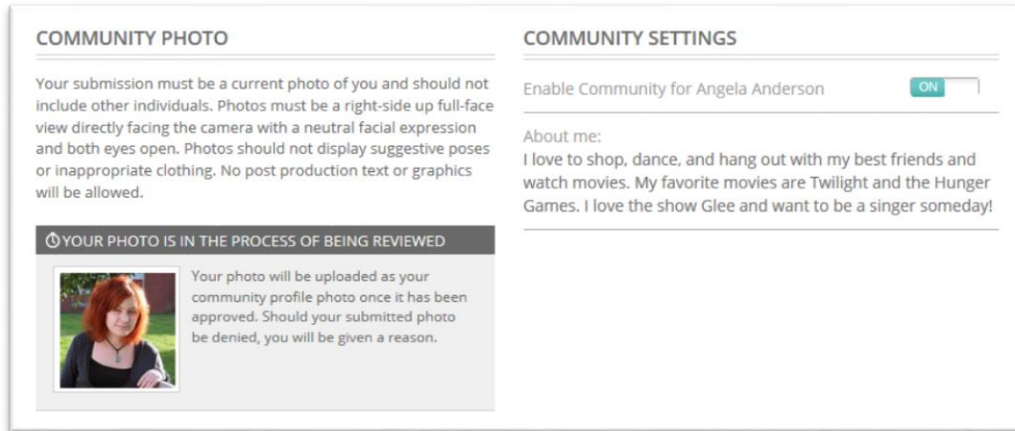 COMMUNITY PHOTO
Your submission must be a current photo of you and should not
include other individuals. Photos must be a right-side up full-face
view directly facing the camera with a neutral facial expression
and both eyes open. Photos should not display suggestive poses
or inappropriate clothing. No post production text or graphics
will be allowed.
YOUR PHOTO IS IN THE PROCESS OF BEING REVIEWED
Your photo will be uploaded as your
community profile photo once it has been
approved. Should your submitted photo
be denied, you will be given a reason.
COMMUNITY SETTINGS
Enable Community for Angela Anderson
ON
About me:
I love to shop, dance, and hang out with my best friends and
watch movies. My favorite movies are Twilight and the Hunger
Games. I love the show Glee and want to be a singer someday!